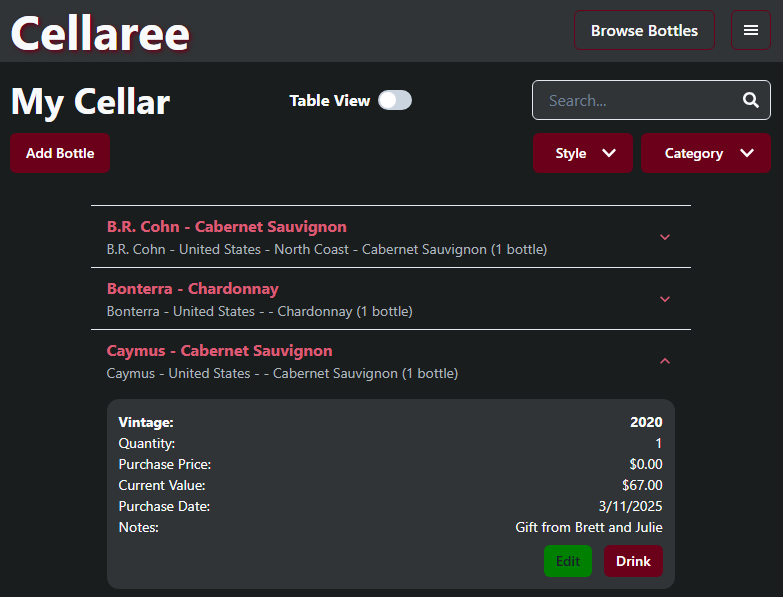 Cellaree
Browse Bottles
My Cellar
Table View
Search...
Add Bottle
Style
Category
B.R. Cohn - Cabernet Sauvignon
B.R. Cohn - United States - North Coast - Cabernet Sauvignon (1 bottle)
Bonterra - Chardonnay
Bonterra - United States - - Chardonnay (1 bottle)
Caymus - Cabernet Sauvignon
Caymus - United States - - Cabernet Sauvignon (1 bottle)
Vintage: 2020
Quantity: 1
Purchase Price: $0.00
Current Value: $67.00
Purchase Date: 3/11/2025
Notes: Gift from Brett and Julie
Edit
Drink